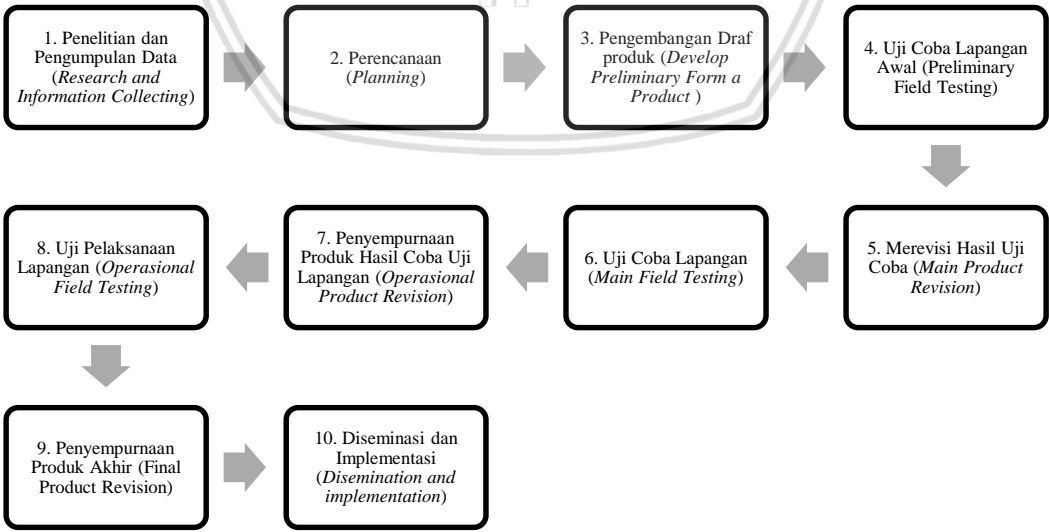 1. Penelitian dan
Pengumpulan Data
(Research and
Information Collecting)
2. Perencanaan
(Planning)
3. Pengembangan Draf
produk (Develop
Preliminary Form a
Product )
4. Uji Coba Lapangan
Awal (Preliminary
Field Testing)
5. Merevisi Hasil Uji
Coba (Main Product
Revision)
6. Uji Coba Lapangan
(Main Field Testing)
7. Penyempurnaan
Produk Hasil Coba Uji
Lapangan (Operasional
Product Revision)
8. Uji Pelaksanaan
Lapangan (Operasional
Field Testing)
9. Penyempurnaan
Produk Akhir (Final
Product Revision)
10. Diseminasi dan
Implementasi
(Disemination and
implementation)